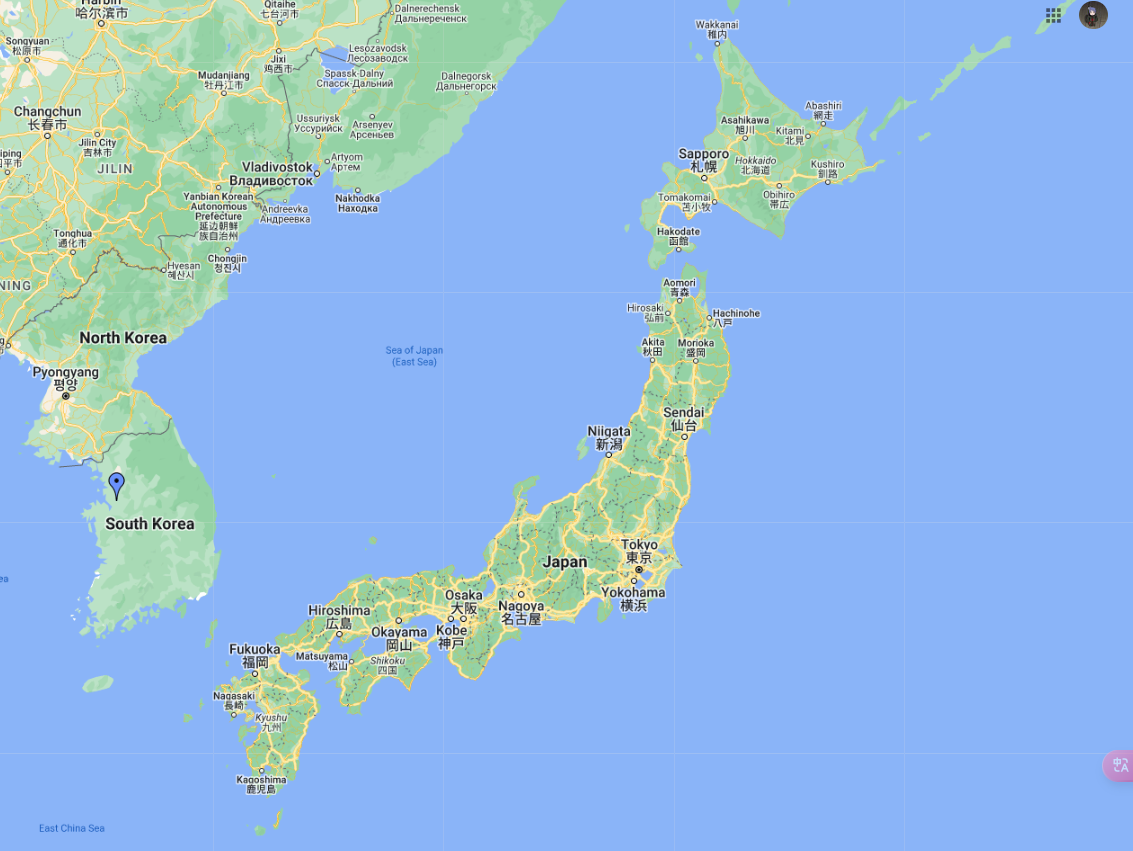 Harbin
哈尔滨市
Qitaihe
七台河市
Dalnerechensk
Дальнереченск
Wakkanai
稚内
Songyuan
松原市
Jixi
鸡西市
Lesozavodsk
Лесозаводск
Spassk-Dalny
Спасск-Дальний
Mudanjiang
牡丹江市
Dalnegorsk
Дальнегорск
Changchun
长春市
Ussuriysk
Уссурийск
Arsenyev
Арсеньев
Abashiri
網走
Asahikawa
旭川
Kitami
北見
Jilin City
吉林市
JILIN
Artyom
Артем
Vladivostok
Владивосток
Sapporo
札幌
Hokkaido
北海道
Kushiro
釧路
Nakhodka
Находка
Yanbian Korean
Autonomous
Prefecture
延边朝鲜
族自治州
Andreevka
Андреевка
Tomakomai
苫小牧
Obihiro
帯広
Tonghua
通化市
Hakodate
函館
Chongjin
청진시
Hyesan
혜산시
NING
Aomori
青森
Hirosaki
弘前
Hachinohe
八戸
North Korea
Sea of Japan
(East Sea)
Akita
秋田
Morioka
盛岡
Pyongyang
평양
Sendai
仙台
Niigata
新潟
South Korea
Tokyo
東京
Japan
Yokohama
横浜
Osaka
大阪
Nagoya
名古屋
Hiroshima
広島
Okayama
岡山
Kobe
神戸
Fukuoka
福岡
Matsuyama
松山
Shikoku
四国
Nagasaki
長崎
Kyushu
九州
Kagoshima
鹿児島
East China Sea